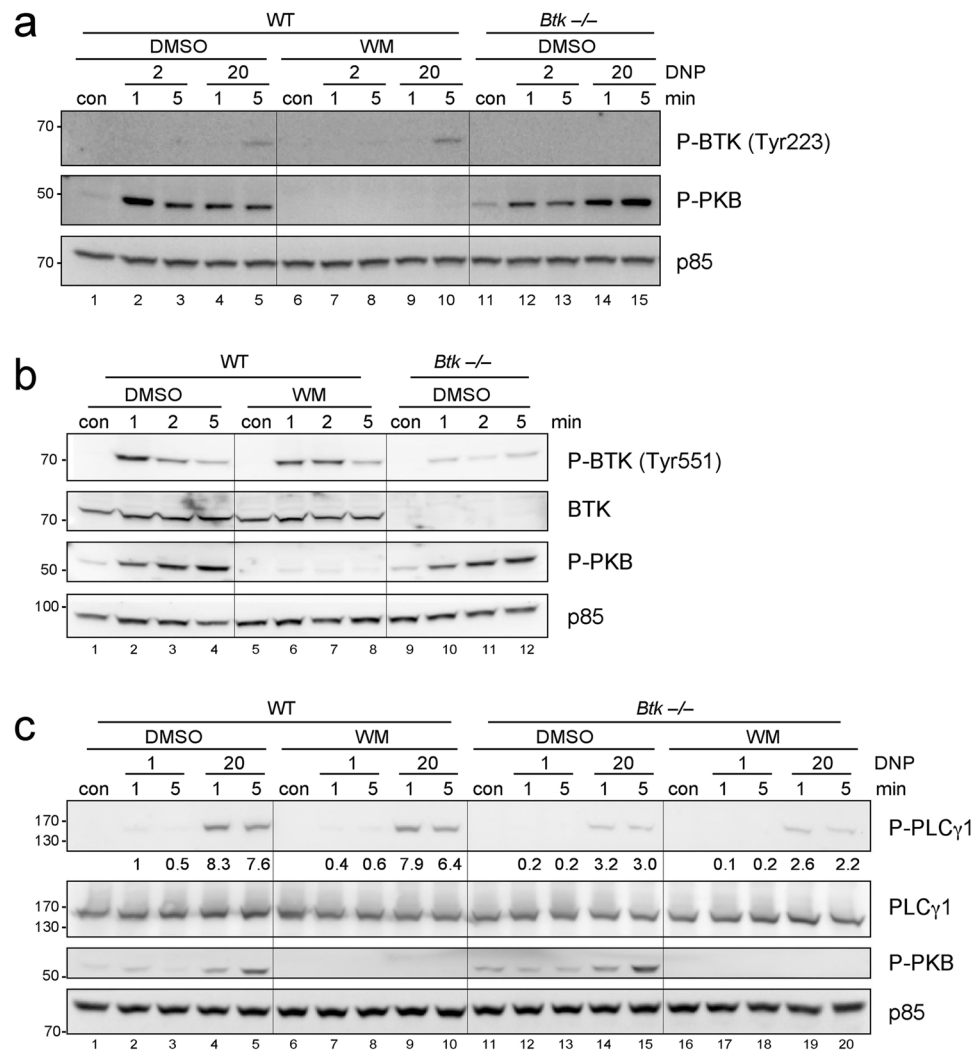 a
WT Btk –/–
DMSO WM DMSO
2 20 2 20 2 20 DNP
con 1 5 1 5 con 1 5 1 5 con 1 5 1 5 min
70 P-BTK (Tyr223)
50 P-PKB
70 p85
1 2 3 4 5 6 7 8 9 10 11 12 13 14 15
b
WT Btk –/–
DMSO WM DMSO
con 1 2 5 con 1 2 5 con 1 2 5 min
70 P-BTK (Tyr551)
70 BTK
50 P-PKB
100 p85
1 2 3 4 5 6 7 8 9 10 11 12
c
WT Btk –/–
DMSO WM DMSO WM
1 20 1 20 1 20 1 20 DNP
con 1 5 1 5 con 1 5 1 5 con 1 5 1 5 con 1 5 1 5 min
170
130 P-PLCγ1
1 0.5 8.3 7.6 0.4 0.6 7.9 6.4 0.2 0.2 3.2 3.0 0.1 0.2 2.6 2.2
170 PLCγ1
130
50 P-PKB
p85
70
1 2 3 4 5 6 7 8 9 10 11 12 13 14 15 16 17 18 19 20